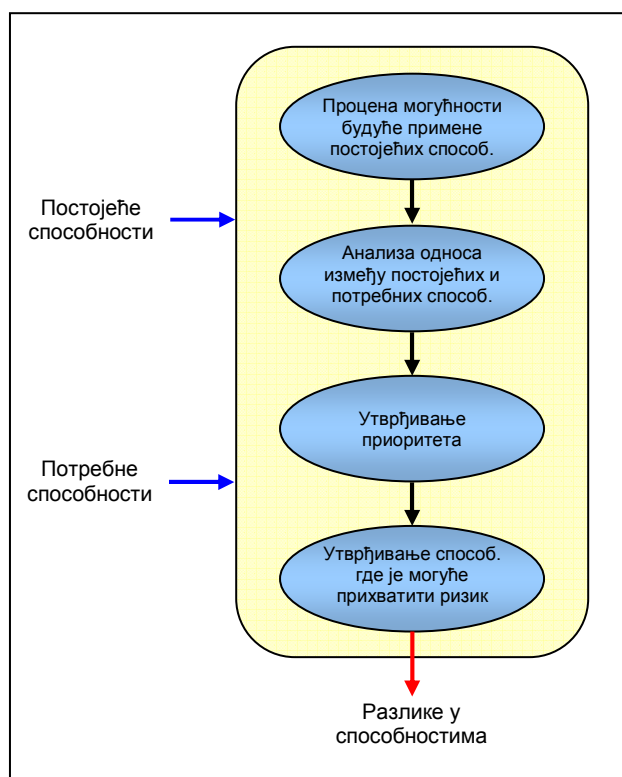 Процена могућности
будуће примене
постојећих способ.
Постојеће
способности
Анализа односа
између постојећих и
потребних способ.
Утврђивање
приоритета
Потребне
способности
Утврђивање способ.
где је могуће
прихватити ризик
Разлике у
способностима